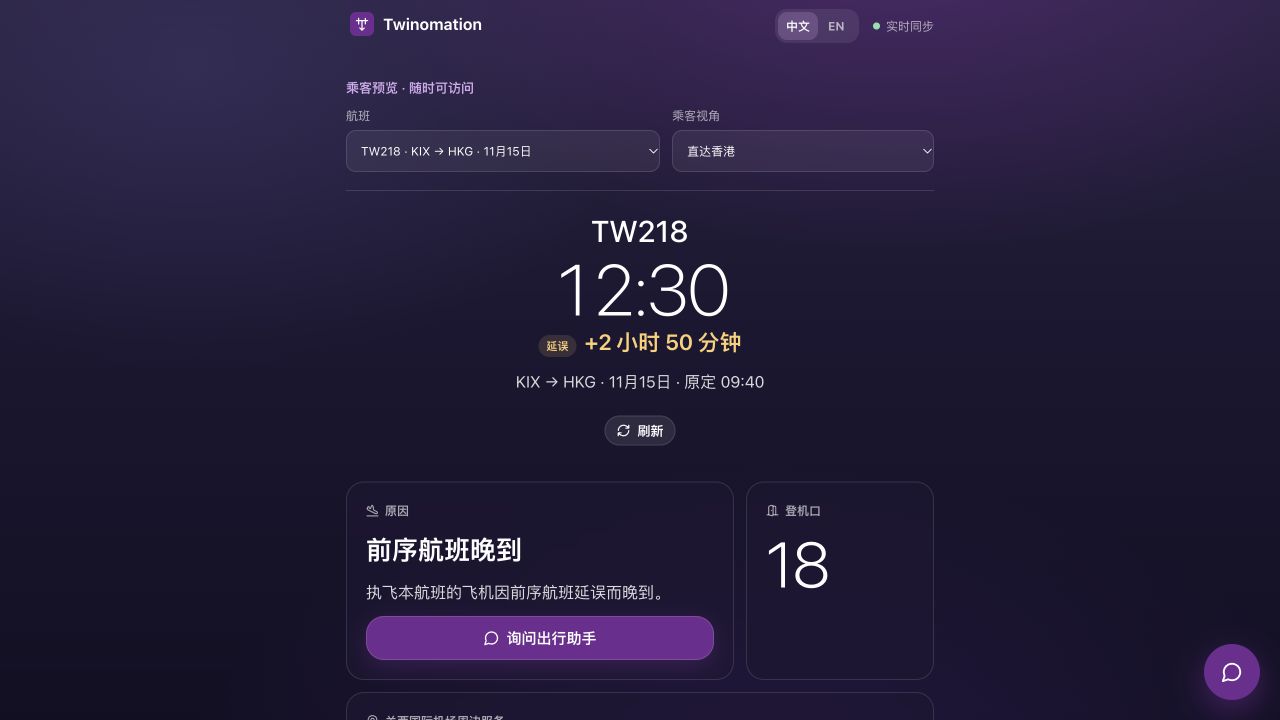 Twinomation
中文 EN 实时同步
乘客预览 · 随时可访问
航班 乘客视角
TW218 · KIX → HKG · 11月15日 直达香港
TW218
12:30
延误 +2 小时 50 分钟
KIX → HKG · 11月15日 · 原定 09:40
刷新
原因
前序航班晚到
执飞本航班的飞机因前序航班延误而晚到。
询问出行助手
登机口
18